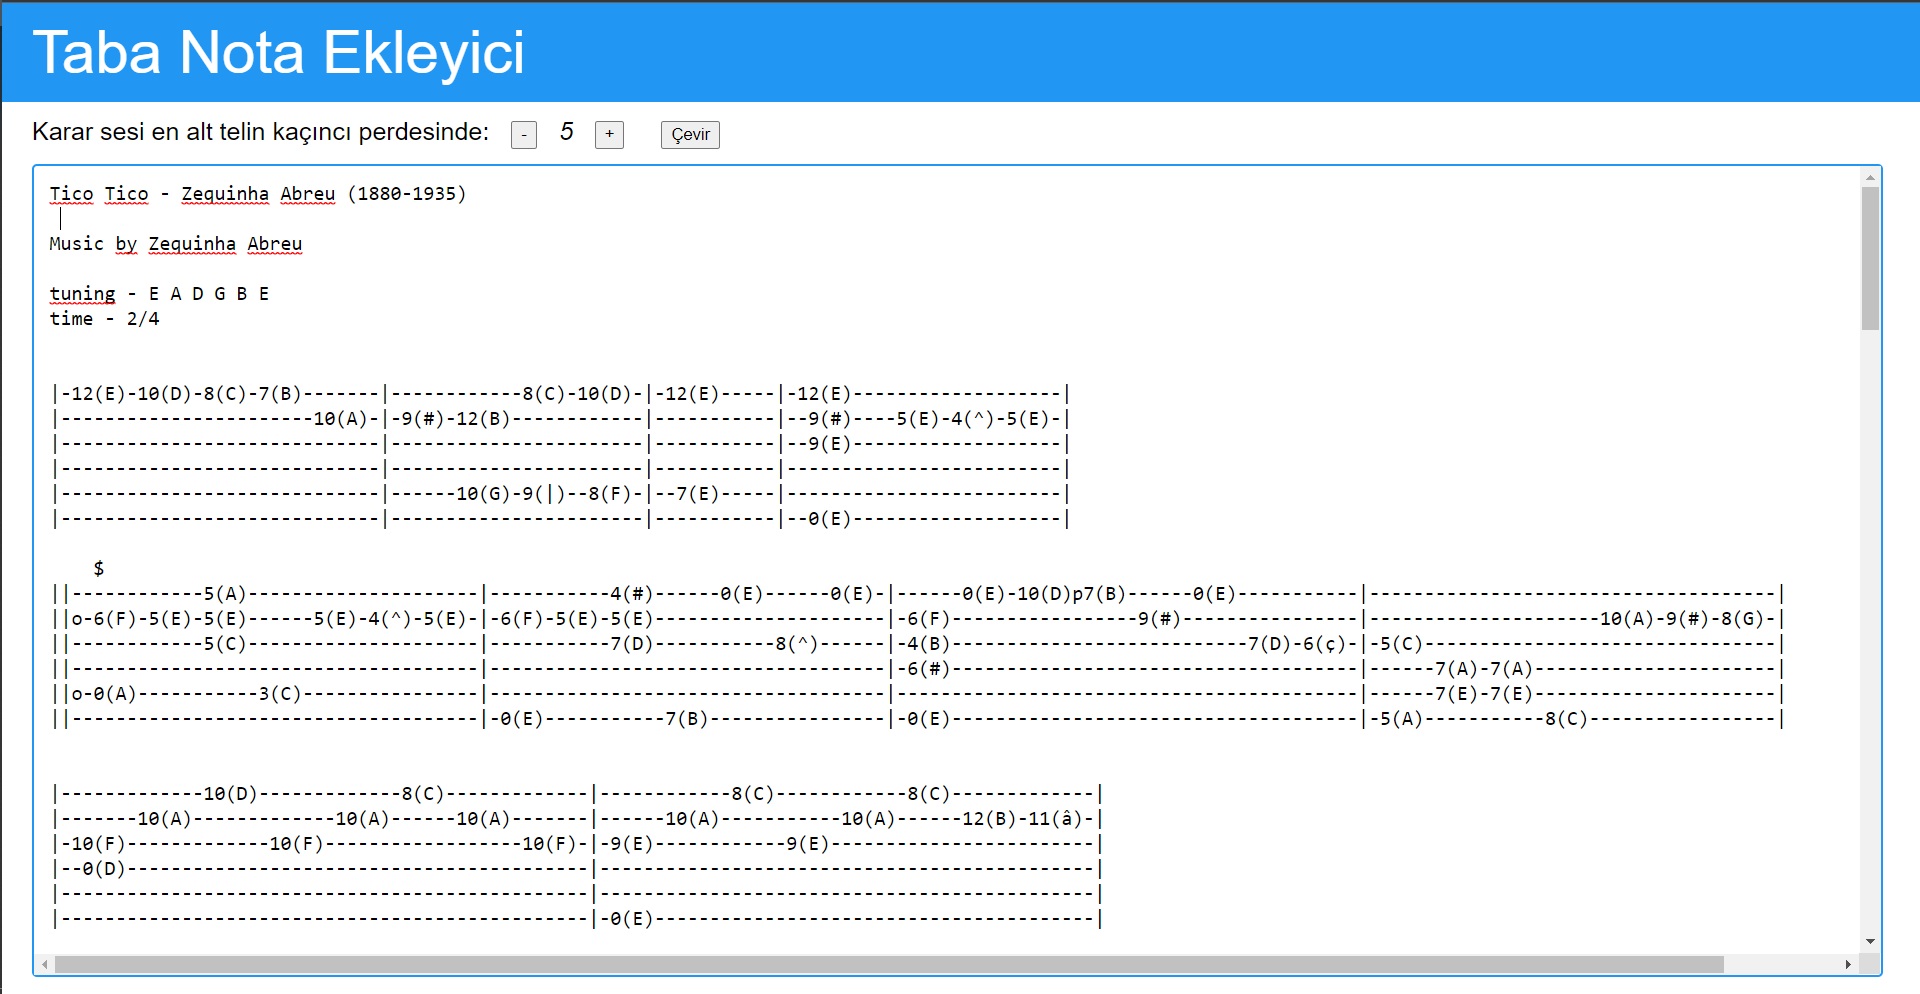 Taba Nota Ekleyici
Karar sesi en alt telin kaçıncı perdesinde: - 5 + Çevir
Tico Tico - Zequinha Abreu (1880-1935)
Music by Zequinha Abreu
tuning - E A D G B E
time - 2/4
|-12(E)-10(D)-8(C)-7(B)-------|------------8(C)-10(D)-|-12(E)-----|-12(E)-------------------|
|-----------------------10(A)-|-9(#)-12(B)------------|-----------|--9(#)----5(E)-4(^)-5(E)-|
|-----------------------------|-----------------------|-----------|--9(E)-------------------|
|-----------------------------|-----------------------|-----------|-------------------------|
|-----------------------------|------10(G)-9(|)--8(F)-|--7(E)-----|-------------------------|
|-----------------------------|-----------------------|-----------|--0(E)-------------------|
    $
||------------5(A)---------------------|-----------4(#)------0(E)------0(E)-|------0(E)-10(D)p7(B)------0(E)-----------|-------------------------------------|
||o-6(F)-5(E)-5(E)------5(E)-4(^)-5(E)-|-6(F)-5(E)-5(E)---------------------|-6(F)-----------------9(#)----------------|---------------------10(A)-9(#)-8(G)-|
||------------5(C)---------------------|-----------7(D)-----------8(^)------|-4(B)---------------------------7(D)-6(ç)-|-5(C)--------------------------------|
||-------------------------------------|------------------------------------|-6(#)-------------------------------------|------7(A)-7(A)----------------------|
||o-0(A)-----------3(C)----------------|------------------------------------|------------------------------------------|------7(E)-7(E)----------------------|
||-------------------------------------|-0(E)-----------7(B)----------------|-0(E)-------------------------------------|-5(A)-----------8(C)-----------------|
|-------------10(D)-------------8(C)-------------|------------8(C)------------8(C)-------------|
|-------10(A)-------------10(A)------10(A)-------|------10(A)-----------10(A)------12(B)-11(â)-|
|-10(F)-------------10(F)------------------10(F)-|-9(E)------------9(E)------------------------|
|--0(D)------------------------------------------|---------------------------------------------|
|------------------------------------------------|---------------------------------------------|
|------------------------------------------------|-0(E)----------------------------------------|